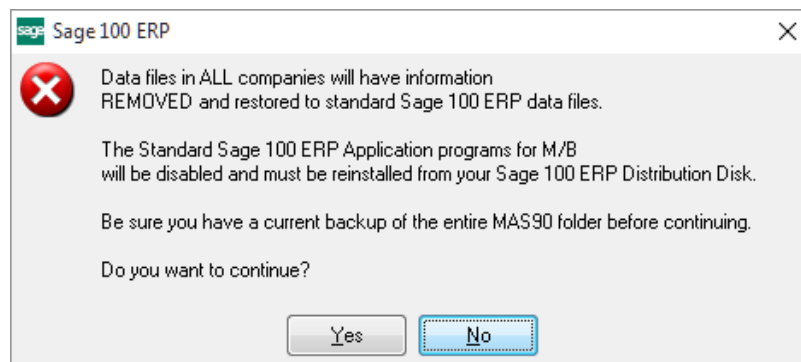 sage Sage 100 ERP
Data files in ALL companies will have information
REMOVED and restored to standard Sage 100 ERP data files.
The Standard Sage 100 ERP Application programs for M/B
will be disabled and must be reinstalled from your Sage 100 ERP Distribution Disk.
Be sure you have a current backup of the entire MAS90 folder before continuing.
Do you want to continue?
Yes No